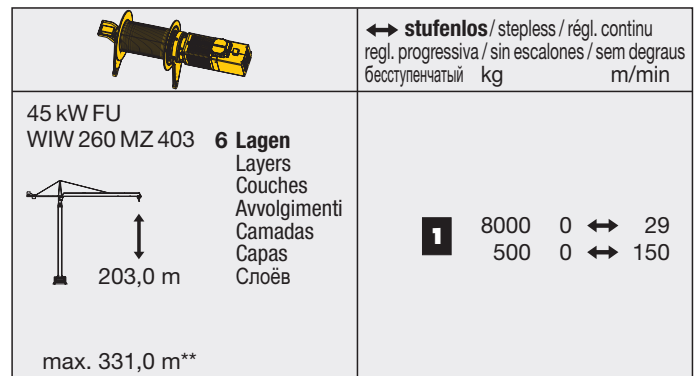 ↔ stufenlos / stepless / régl. continu
regl. progressiva / sin escalones / sem degraus
бесступенчатый kg m/min
45 kW FU
WIW 260 MZ 403 6 Lagen
Layers
Couches
Avvolgimenti
Camadas
Capas
Слоёв
203,0 m
max. 331,0 m**
1
8000 0 ↔ 29
500 0 ↔ 150